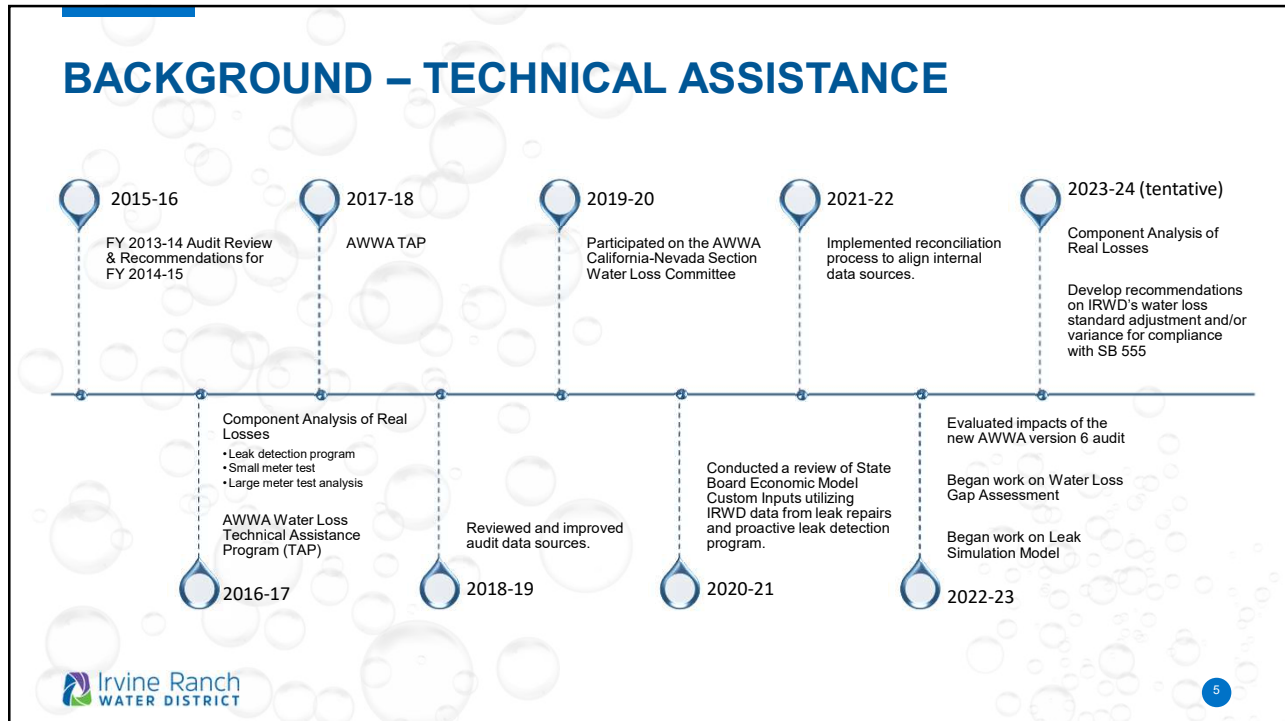 BACKGROUND – TECHNICAL ASSISTANCE
2015-16
FY 2013-14 Audit Review
& Recommendations for
FY 2014-15
2017-18
AWWA TAP
2019-20
Participated on the AWWA
California-Nevada Section
Water Loss Committee
2021-22
Implemented reconciliation
process to align internal
data sources.
2023-24 (tentative)
Component Analysis of
Real Losses
Develop recommendations
on IRWD’s water loss
standard adjustment and/or
variance for compliance
with SB 555
Component Analysis of Real
Losses
• Leak detection program
• Small meter test
• Large meter test analysis
AWWA Water Loss
Technical Assistance
Program (TAP)
2016-17
Reviewed and improved
audit data sources.
2018-19
Conducted a review of State
Board Economic Model
Custom Inputs utilizing
IRWD data from leak repairs
and proactive leak detection
program.
2020-21
Evaluated impacts of the
new AWWA version 6 audit
Began work on Water Loss
Gap Assessment
Began work on Leak
Simulation Model
2022-23
Irvine Ranch
WATER DISTRICT
5